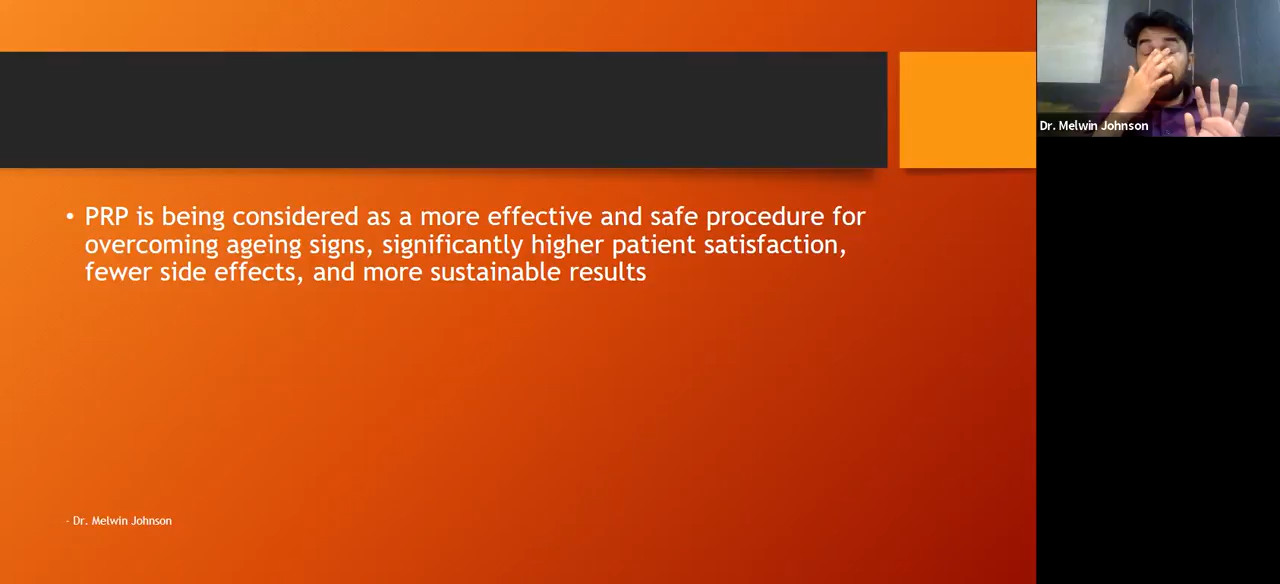 • PRP is being considered as a more effective and safe procedure for
overcoming ageing signs, significantly higher patient satisfaction,
fewer side effects, and more sustainable results
- Dr. Melwin Johnson
Dr. Melwin Johnson